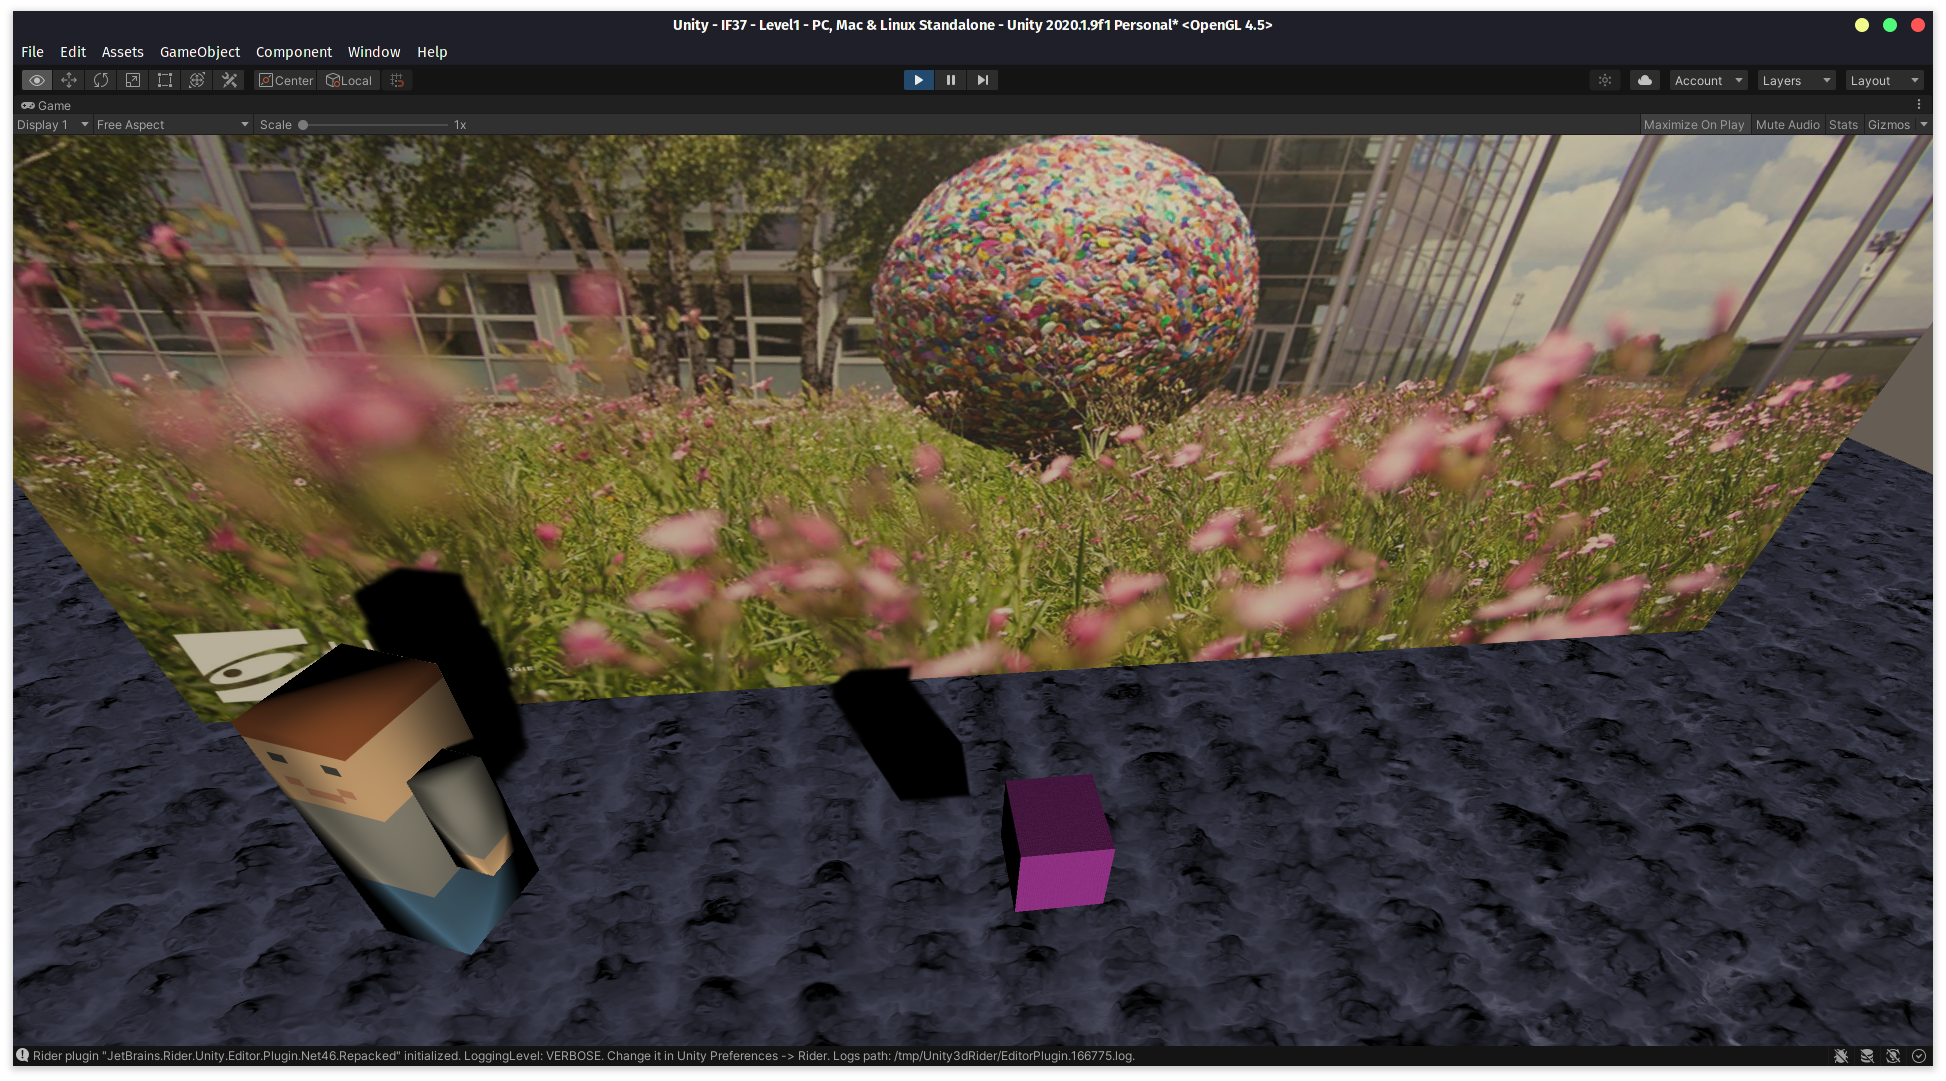 Unity - IF37 - Level1 - PC, Mac & Linux Standalone - Unity 2020.1.9f1 Personal* <OpenGL 4.5>
File Edit Assets GameObject Component Window Help
Center Local Account Layers Layout
Game
Display 1 Free Aspect Scale 1x Maximize On Play Mute Audio Stats Gizmos
Rider plugin "JetBrains.Rider.Unity.Editor.Plugin.Net46.Repacked" initialized. LoggingLevel: VERBOSE. Change it in Unity Preferences -> Rider. Logs path: /tmp/Unity3dRider/EditorPlugin.166775.log.